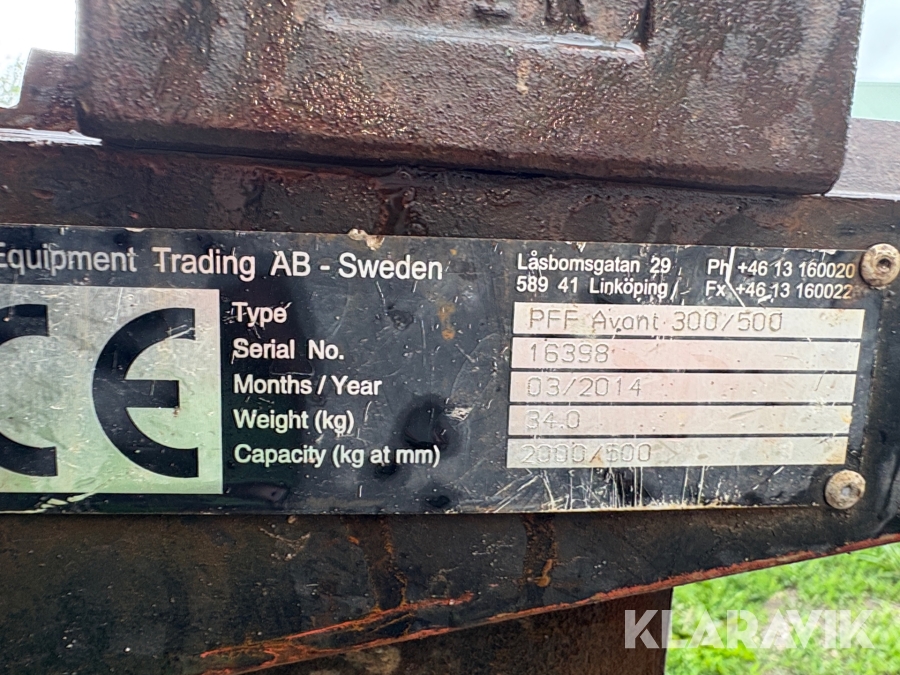 Equipment Trading AB - Sweden
Låsbomsgatan 29 Ph +46 13 160020
589 41 Linköping Fx +46 13 160022
CE
Type PFF Avant 300/500
Serial No. 16398
Months / Year 03/2014
Weight (kg) 34.0
Capacity (kg at mm) 2000/500
KLARAVIK